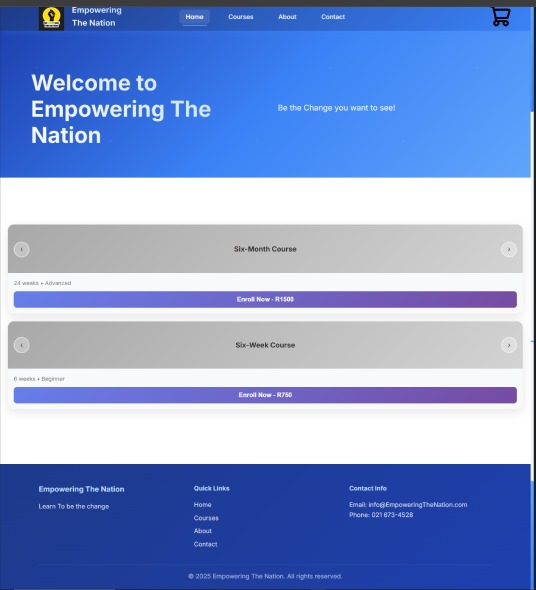 Empowering
The Nation
Home
Courses
About
Contact
Welcome to
Empowering The
Nation
Be the Change you want to see!
‹
Six-Month Course
›
24 weeks • Advanced
Enroll Now - R1500
‹
Six-Week Course
›
6 weeks • Beginner
Enroll Now - R750
Empowering The Nation
Learn To be the change
Quick Links
Home
Courses
About
Contact
Contact Info
Email: info@EmpoweringTheNation.com
Phone: 021 673-4528
© 2025 Empowering The Nation. All rights reserved.